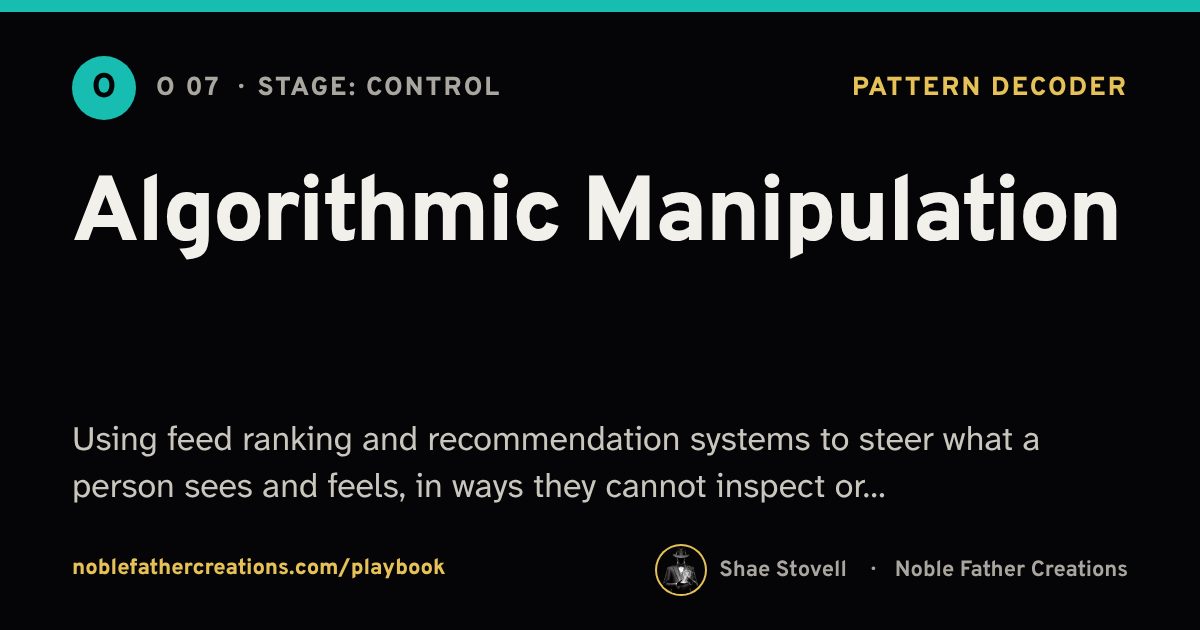 O
O 07 · STAGE: CONTROL
PATTERN DECODER
Algorithmic Manipulation
Using feed ranking and recommendation systems to steer what a
person sees and feels, in ways they cannot inspect or...
noblefathercreations.com/playbook
Shae Stovell · Noble Father Creations